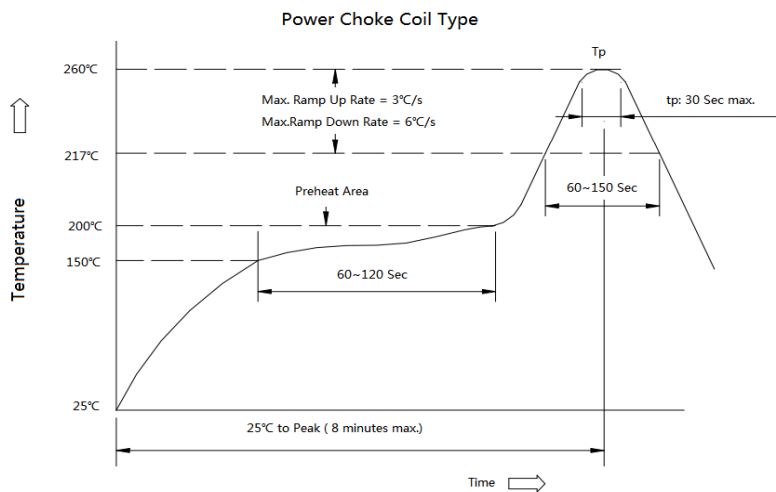 Power Choke Coil Type
Tp
260℃
Max. Ramp Up Rate = 3℃/s
Max.Ramp Down Rate = 6℃/s
tp: 30 Sec max.
217℃
Preheat Area
60~150 Sec
200℃
150℃
60~120 Sec
Temperature
25℃
25℃ to Peak ( 8 minutes max.)
Time